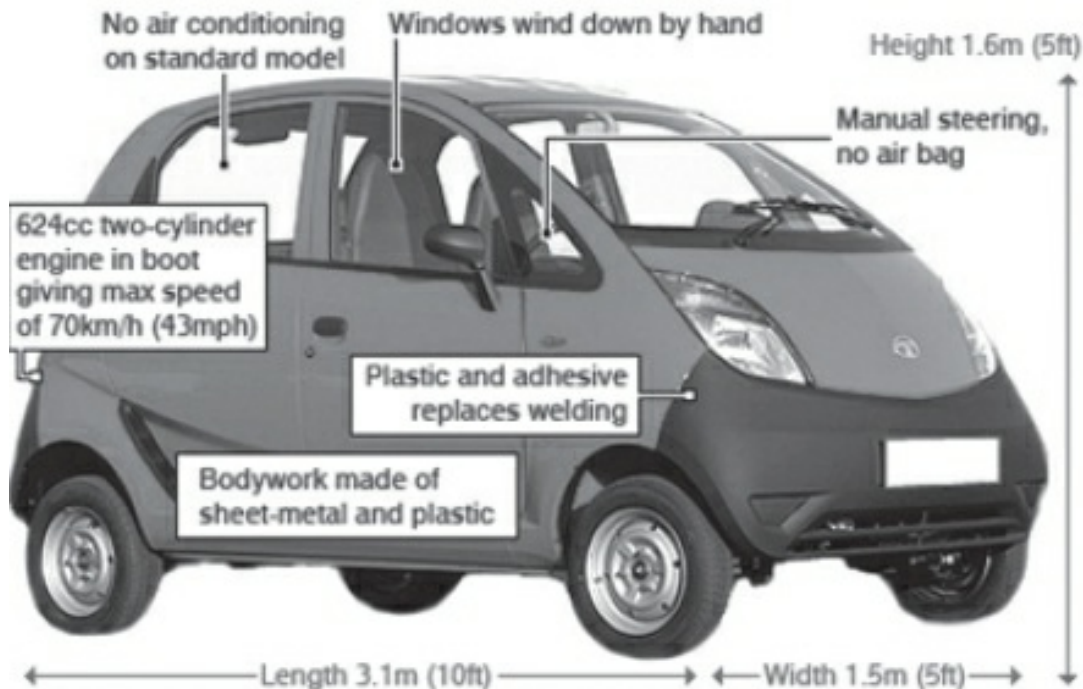 No air conditioning
on standard model
Windows wind down by hand
Height 1.6m (5ft)
Manual steering,
no air bag
624cc two-cylinder
engine in boot
giving max speed
of 70km/h (43mph)
Plastic and adhesive
replaces welding
Bodywork made of
sheet-metal and plastic
Length 3.1m (10ft)
Width 1.5m (5ft)